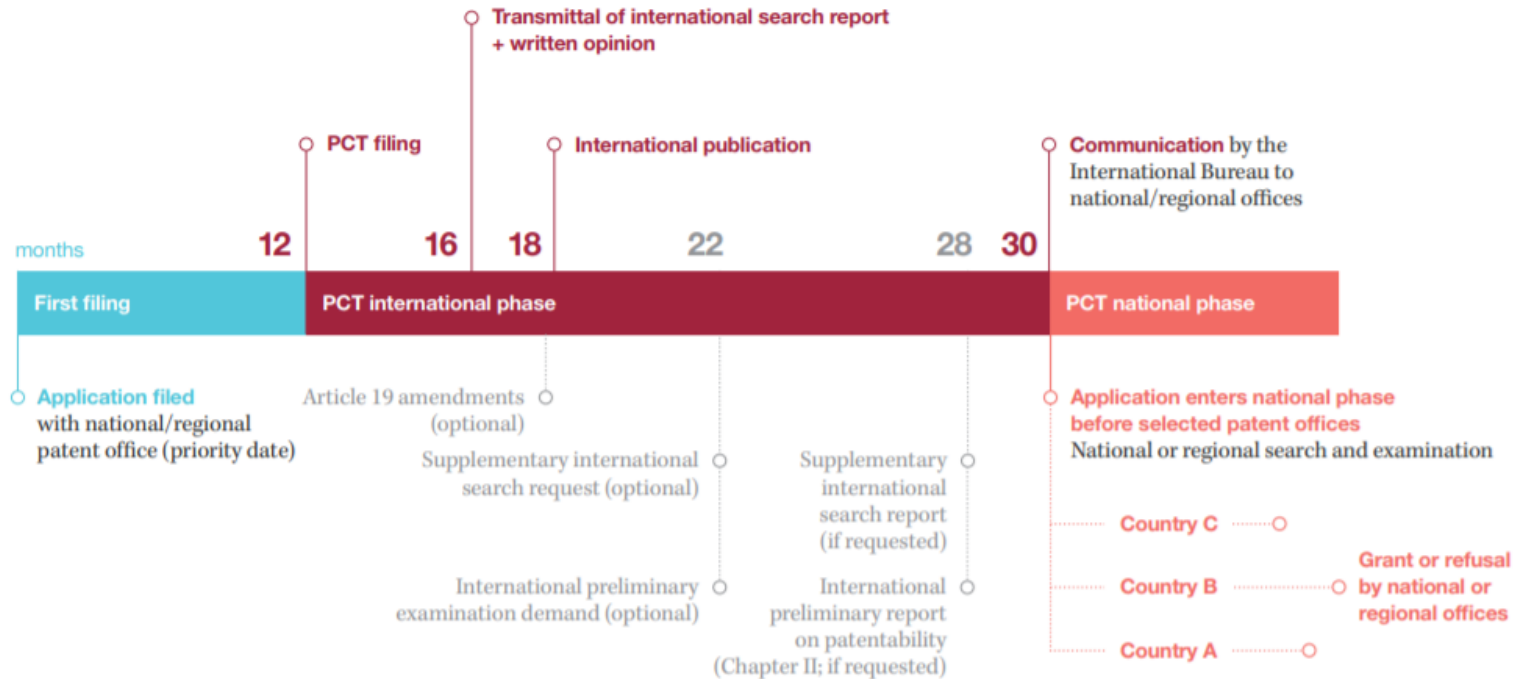 Transmittal of international search report
+ written opinion
PCT filing
International publication
Communication by the
International Bureau to
national/regional offices
months
12
16
18
22
28
30
First filing
PCT international phase
PCT national phase
Application filed
with national/regional
patent office (priority date)
Article 19 amendments
(optional)
Supplementary international
search request (optional)
International preliminary
examination demand (optional)
Supplementary
international
search report
(if requested)
International
preliminary report
on patentability
(Chapter II; if requested)
Application enters national phase
before selected patent offices
National or regional search and examination
Country C
Country B
Country A
Grant or refusal
by national or
regional offices